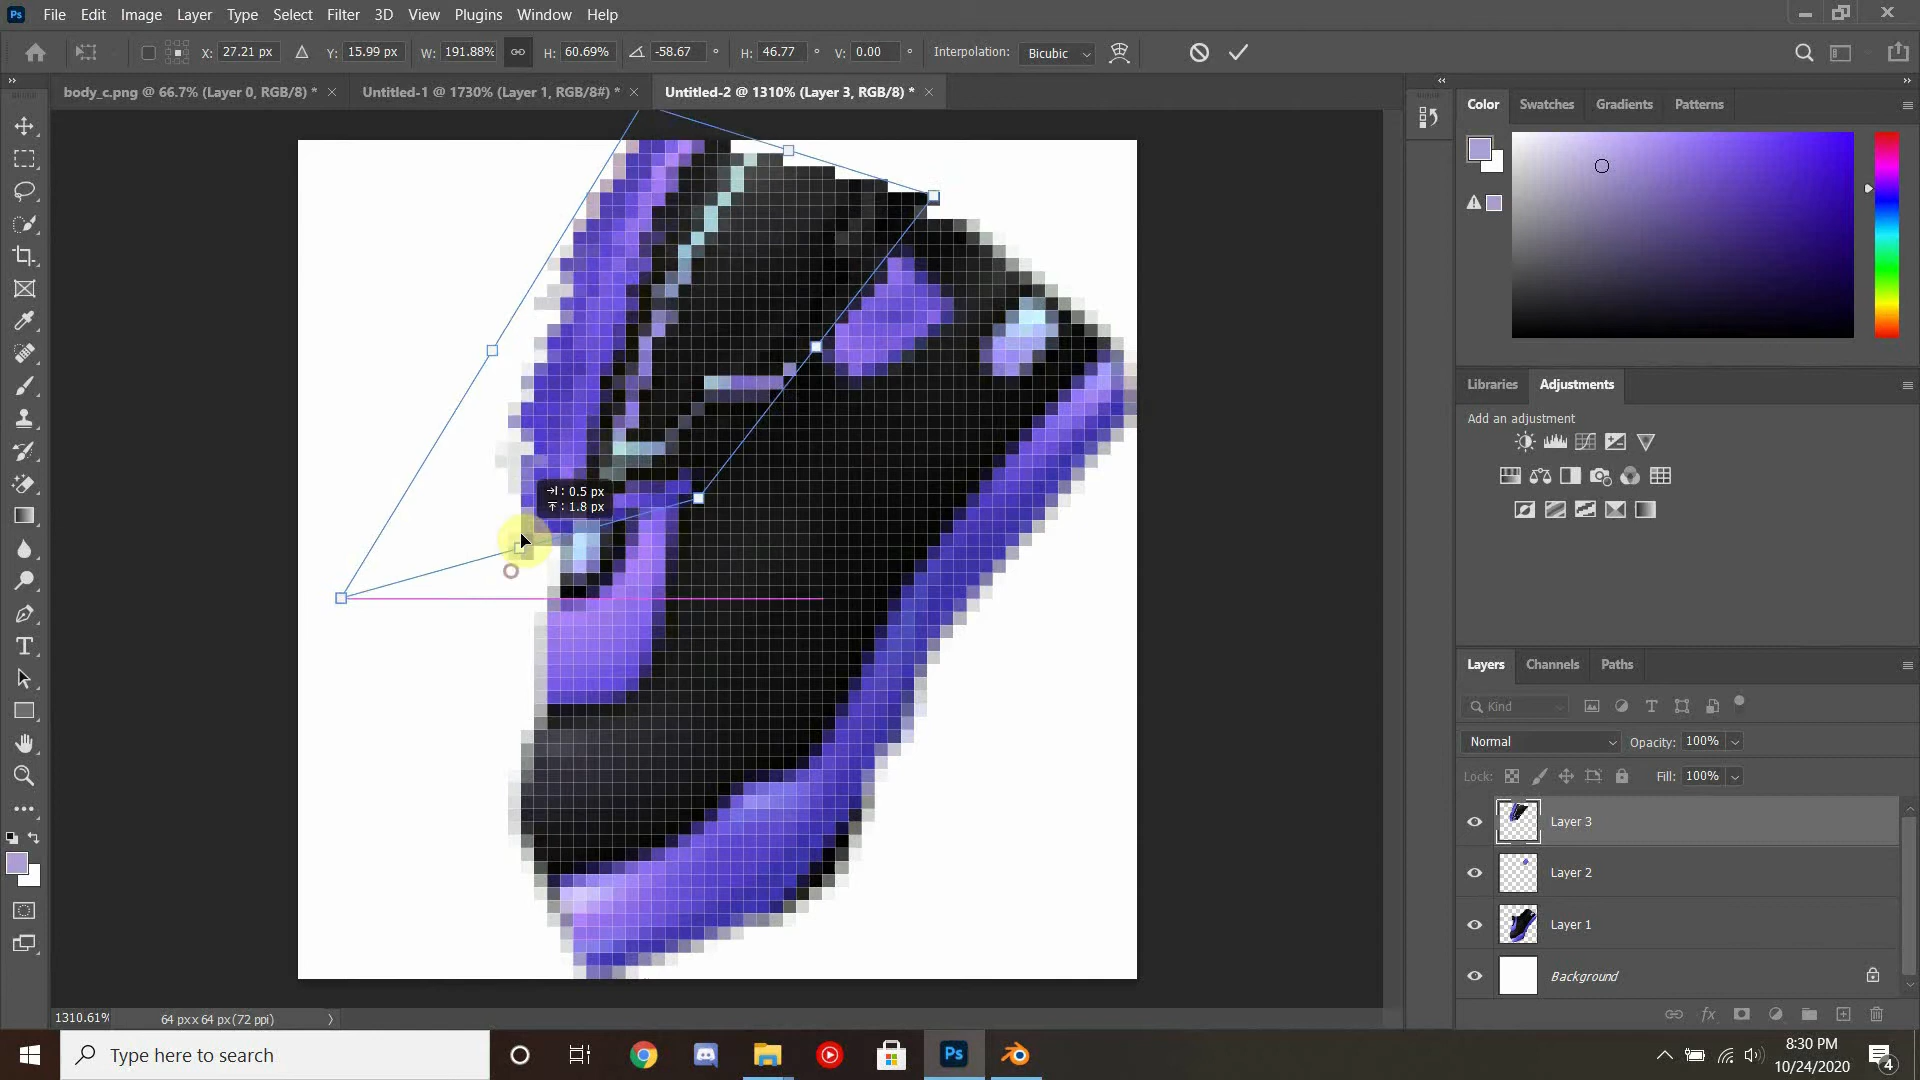 Ps File Edit Image Layer Type Select Filter 3D View Plugins Window Help
X: 27.21 px Y: 15.99 px W: 191.88% H: 60.69% -58.67 ° H: 46.77 ° V: 0.00 ° Interpolation: Bicubic
body_c.png @ 66.7% (Layer 0, RGB/8) * Untitled-1 @ 1730% (Layer 1, RGB/8#) * Untitled-2 @ 1310% (Layer 3, RGB/8) *
Color Swatches Gradients Patterns
Libraries Adjustments
Add an adjustment
: 0.5 px
: 1.8 px
Layers Channels Paths
Kind
Normal Opacity: 100%
Lock: Fill: 100%
Layer 3
Layer 2
Layer 1
Background
fx
1310.61% 64 px x 64 px (72 ppi)
Type here to search
Ps
8:30 PM
10/24/2020
4